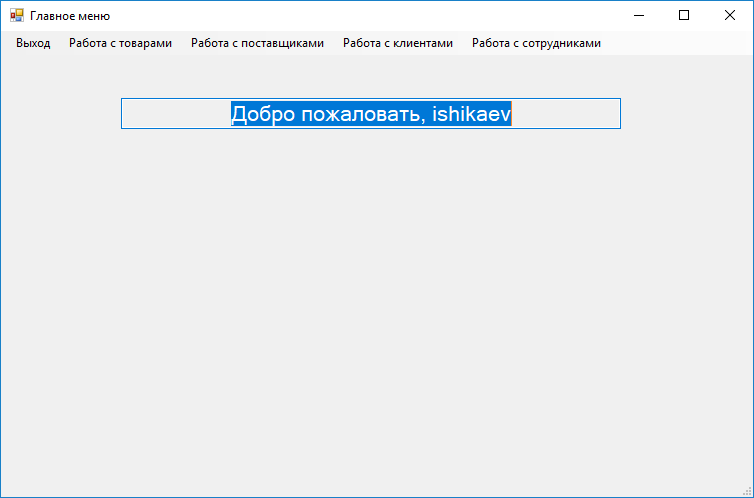 Главное меню
Выход Работа с товарами Работа с поставщиками Работа с клиентами Работа с сотрудниками
Добро пожаловать, ishikaev